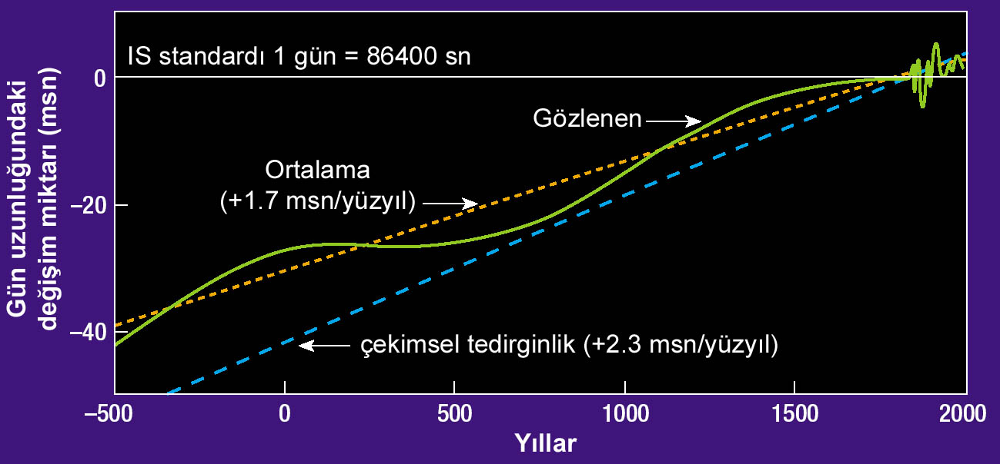 IS standardı 1 gün = 86400 sn
0
Gözlenen
Ortalama
(+1.7 msn/yüzyıl)
–20
–40
çekimsel tedirginlik (+2.3 msn/yüzyıl)
Gün uzunluğundaki
değişim miktarı (msn)
–500
0
500
1000
1500
2000
Yıllar